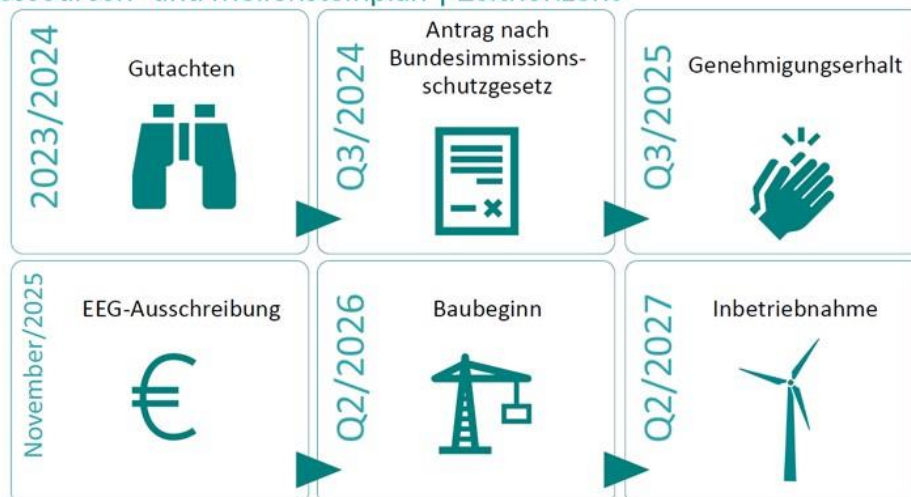 2023/2024
Gutachten
Q3/2024
Antrag nach
Bundesimmissions-
schutzgesetz
Q3/2025
Genehmigungserhalt
November/2025
EEG-Ausschreibung
€
Q2/2026
Baubeginn
Q2/2027
Inbetriebnahme